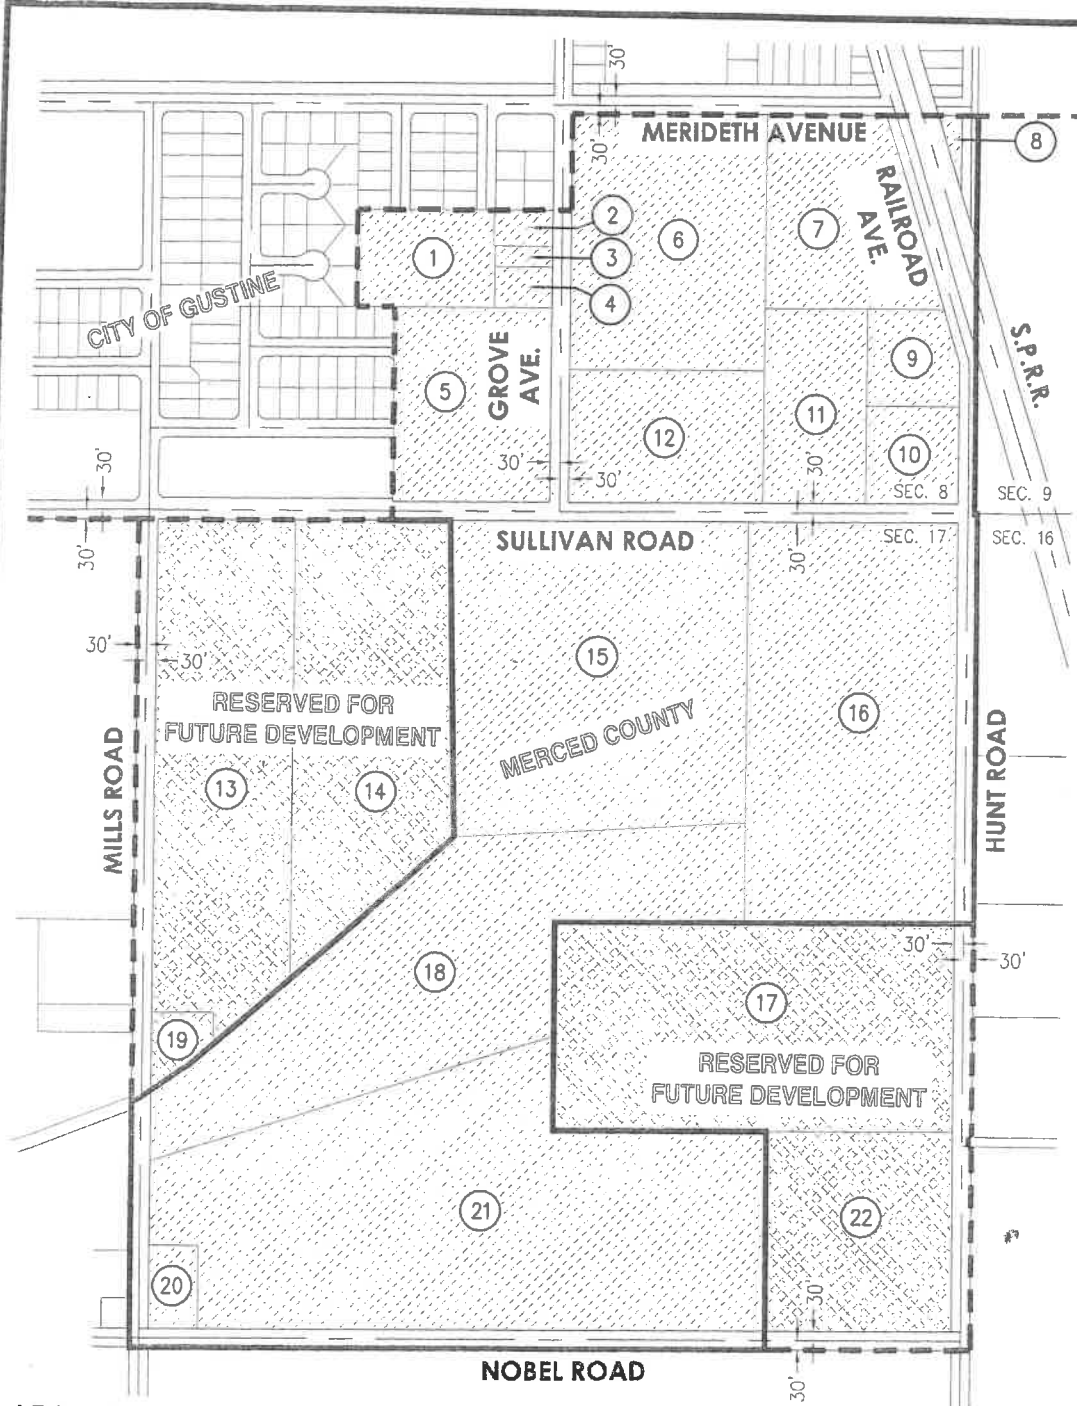 30'
MERIDETH AVENUE
30'
8
RAILROAD
AVE.
2
6
7
1
3
4
CITY OF GUSTINE
S.P.R.R.
GROVE
AVE.
9
5
11
12
10
30'
30'
30'
30'
SEC. 8
SEC. 9
30'
SULLIVAN ROAD
SEC. 17
SEC. 16
30'
30'
30'
15
RESERVED FOR
FUTURE DEVELOPMENT
MERCED COUNTY
16
MILLS ROAD
13
14
HUNT ROAD
30'
30'
18
17
19
RESERVED FOR
FUTURE DEVELOPMENT
21
22
20
30'
NOBEL ROAD
30'